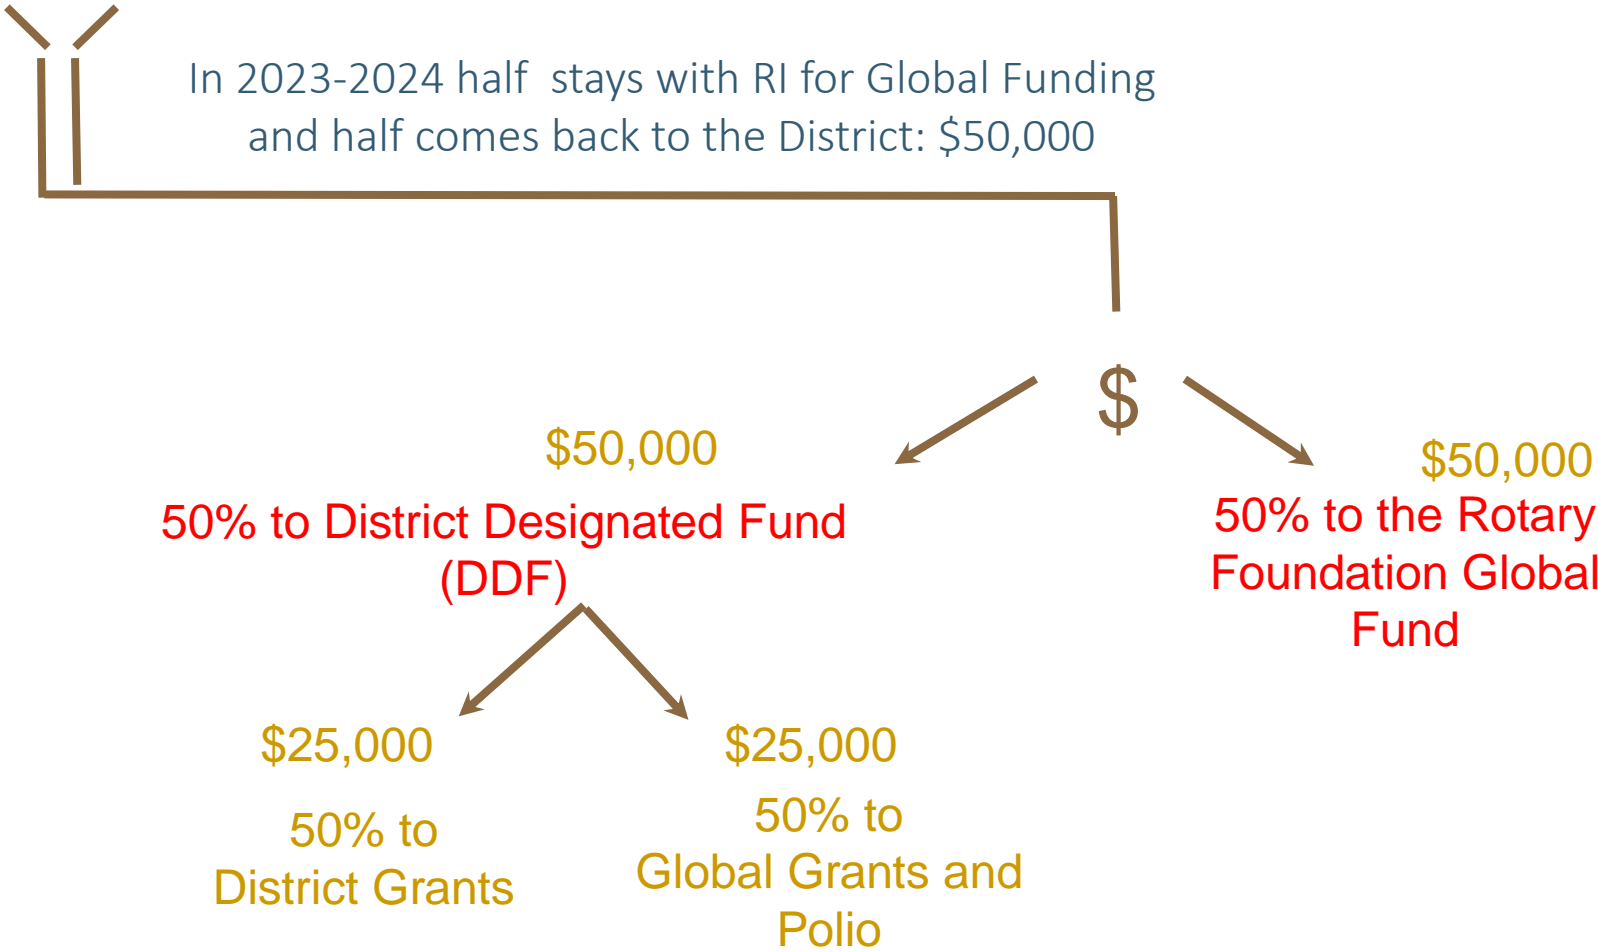 In 2023-2024 half  stays with RI for Global Funding
and half comes back to the District: $50,000
$
$50,000
50% to District Designated Fund
(DDF)
$50,000
50% to the Rotary
Foundation Global
Fund
$25,000
50% to
District Grants
$25,000
50% to
Global Grants and
Polio